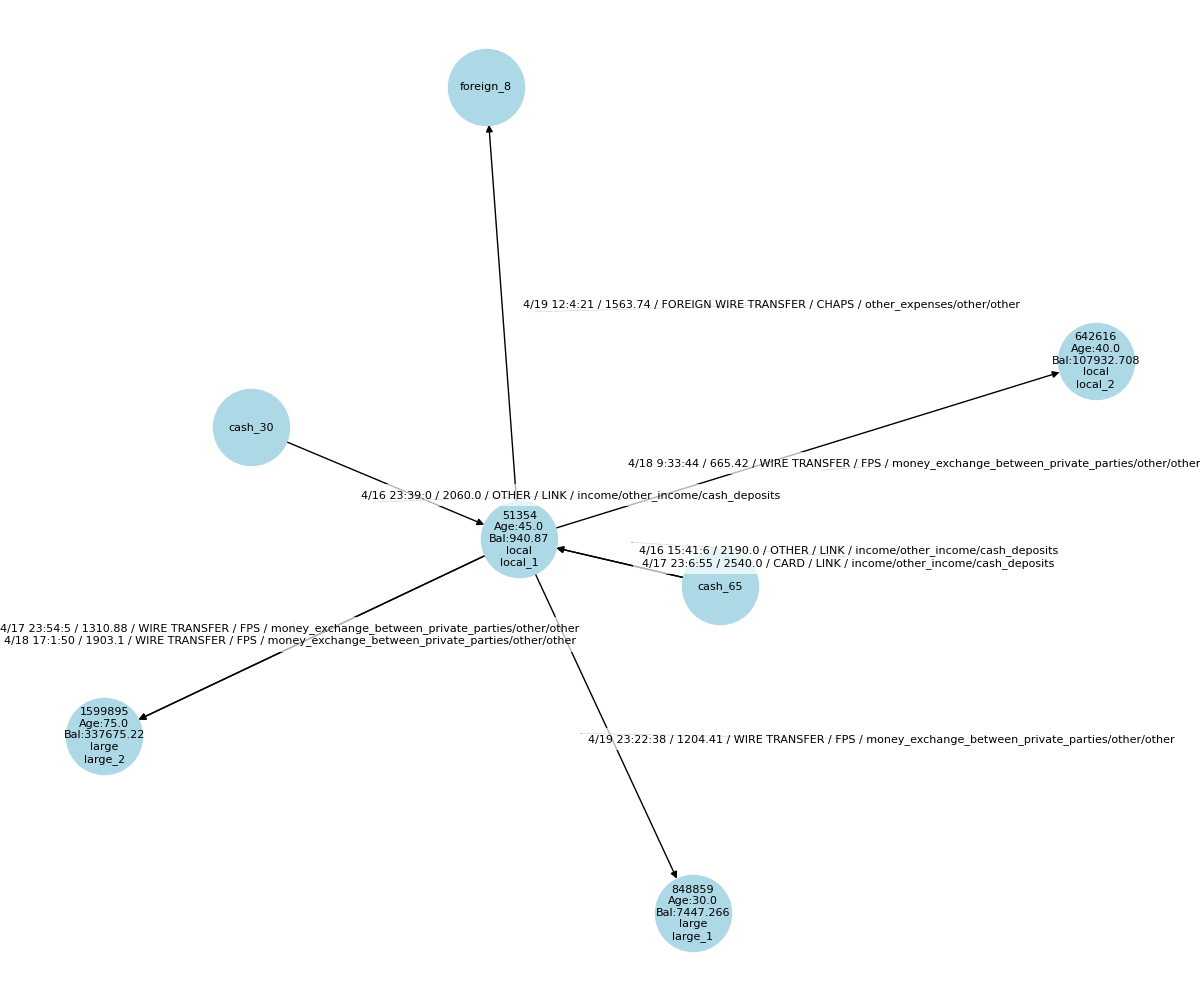 foreign_8
4/19 12:4:21 / 1563.74 / FOREIGN WIRE TRANSFER / CHAPS / other_expenses/other/other
642616
Age:40.0
Bal:107932.708
local
local_2
cash_30
4/18 9:33:44 / 665.42 / WIRE TRANSFER / FPS / money_exchange_between_private_parties/other/other
4/16 23:39:0 / 2060.0 / OTHER / LINK / income/other_income/cash_deposits
51354
Age:45.0
Bal:940.87
local
local_1
4/16 15:41:6 / 2190.0 / OTHER / LINK / income/other_income/cash_deposits
4/17 23:6:55 / 2540.0 / CARD / LINK / income/other_income/cash_deposits
cash_65
4/17 23:54:5 / 1310.88 / WIRE TRANSFER / FPS / money_exchange_between_private_parties/other/other
4/18 17:1:50 / 1903.1 / WIRE TRANSFER / FPS / money_exchange_between_private_parties/other/other
1599895
Age:75.0
Bal:337675.22
large
large_2
4/19 23:22:38 / 1204.41 / WIRE TRANSFER / FPS / money_exchange_between_private_parties/other/other
848859
Age:30.0
Bal:7447.266
large
large_1